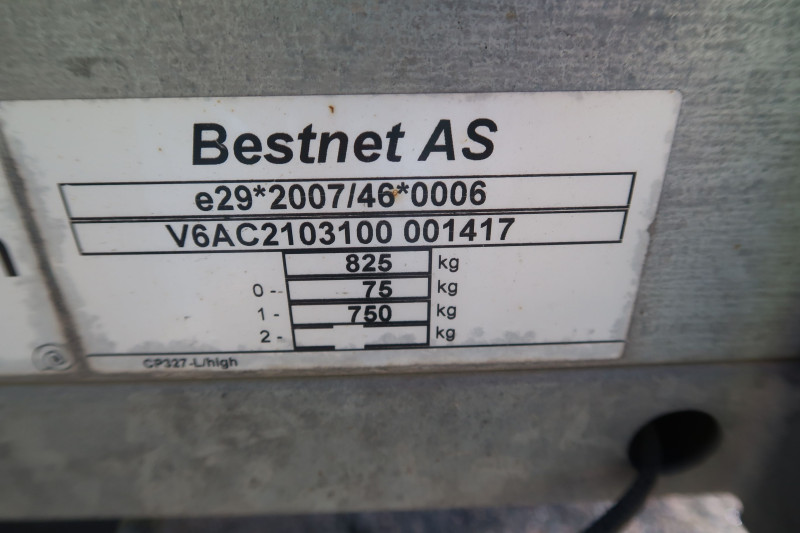 Bestnet AS
e29*2007/46*0006
V6AC2103100 001417
825 kg
0-- 75 kg
1 - 750 kg
2 - kg
CP327-L/high